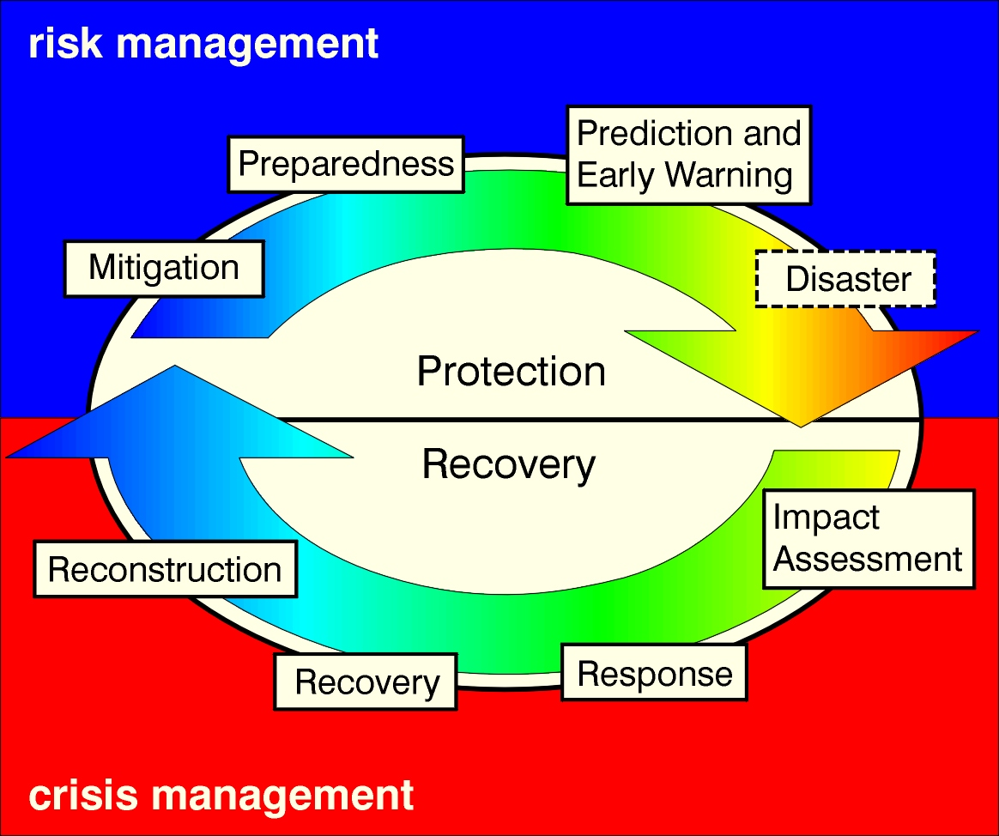 risk management
Preparedness
Prediction and
Early Warning
Mitigation
Disaster
Protection
Recovery
Impact
Assessment
Reconstruction
Recovery
Response
crisis management